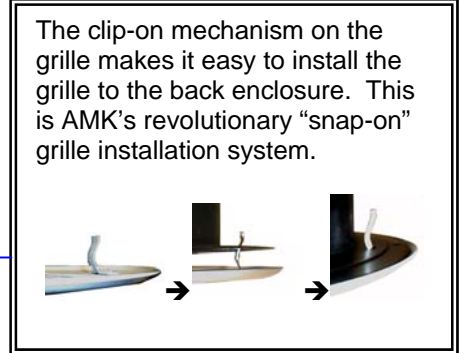 The clip-on mechanism on the
grille makes it easy to install the
grille to the back enclosure.  This
is AMK’s revolutionary “snap-on”
grille installation system.